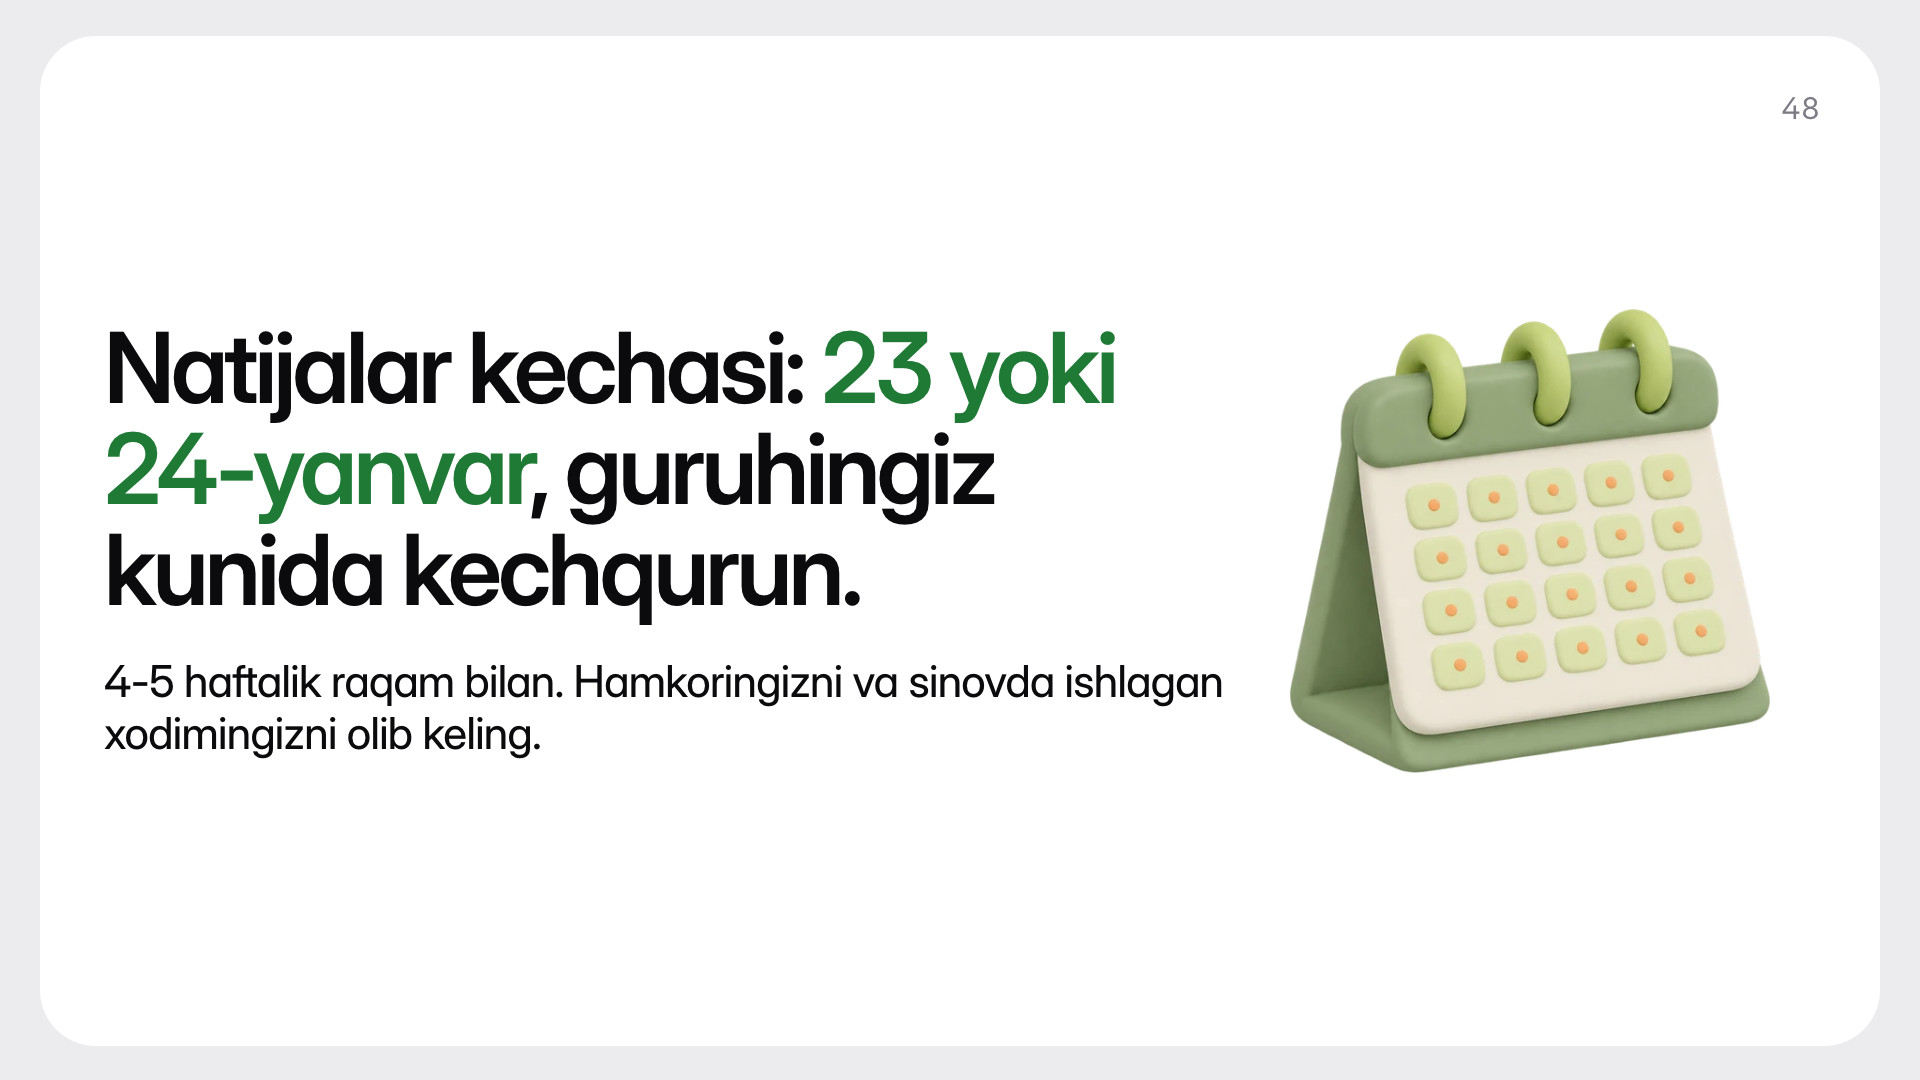 48
Natijalar kechasi: 23 yoki
24-yanvar, guruhingiz
kunida kechqurun.
4-5 haftalik raqam bilan. Hamkoringizni va sinovda ishlagan
xodimingizni olib keling.